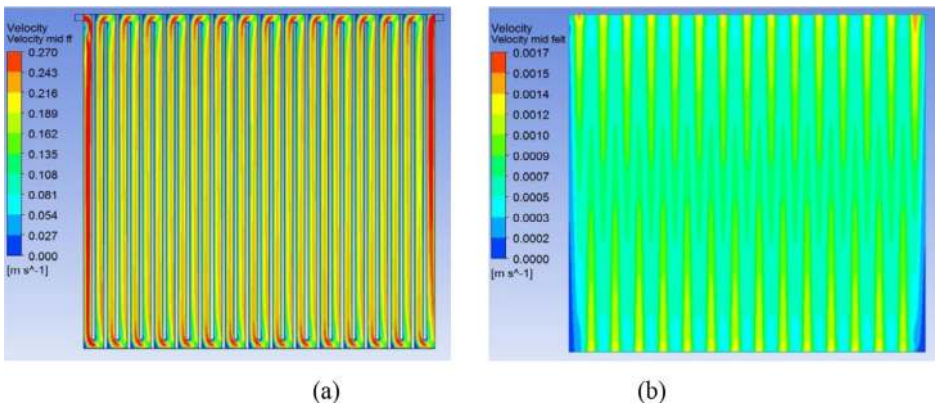 Velocity
Velocity mid ff
0.270
0.243
0.216
0.189
0.162
0.135
0.108
0.081
0.054
0.027
0.000
[m s^-1]
(a)
Velocity
Velocity mid felt
0.0017
0.0015
0.0014
0.0012
0.0010
0.0009
0.0007
0.0005
0.0003
0.0002
0.0000
[m s^-1]
(b)